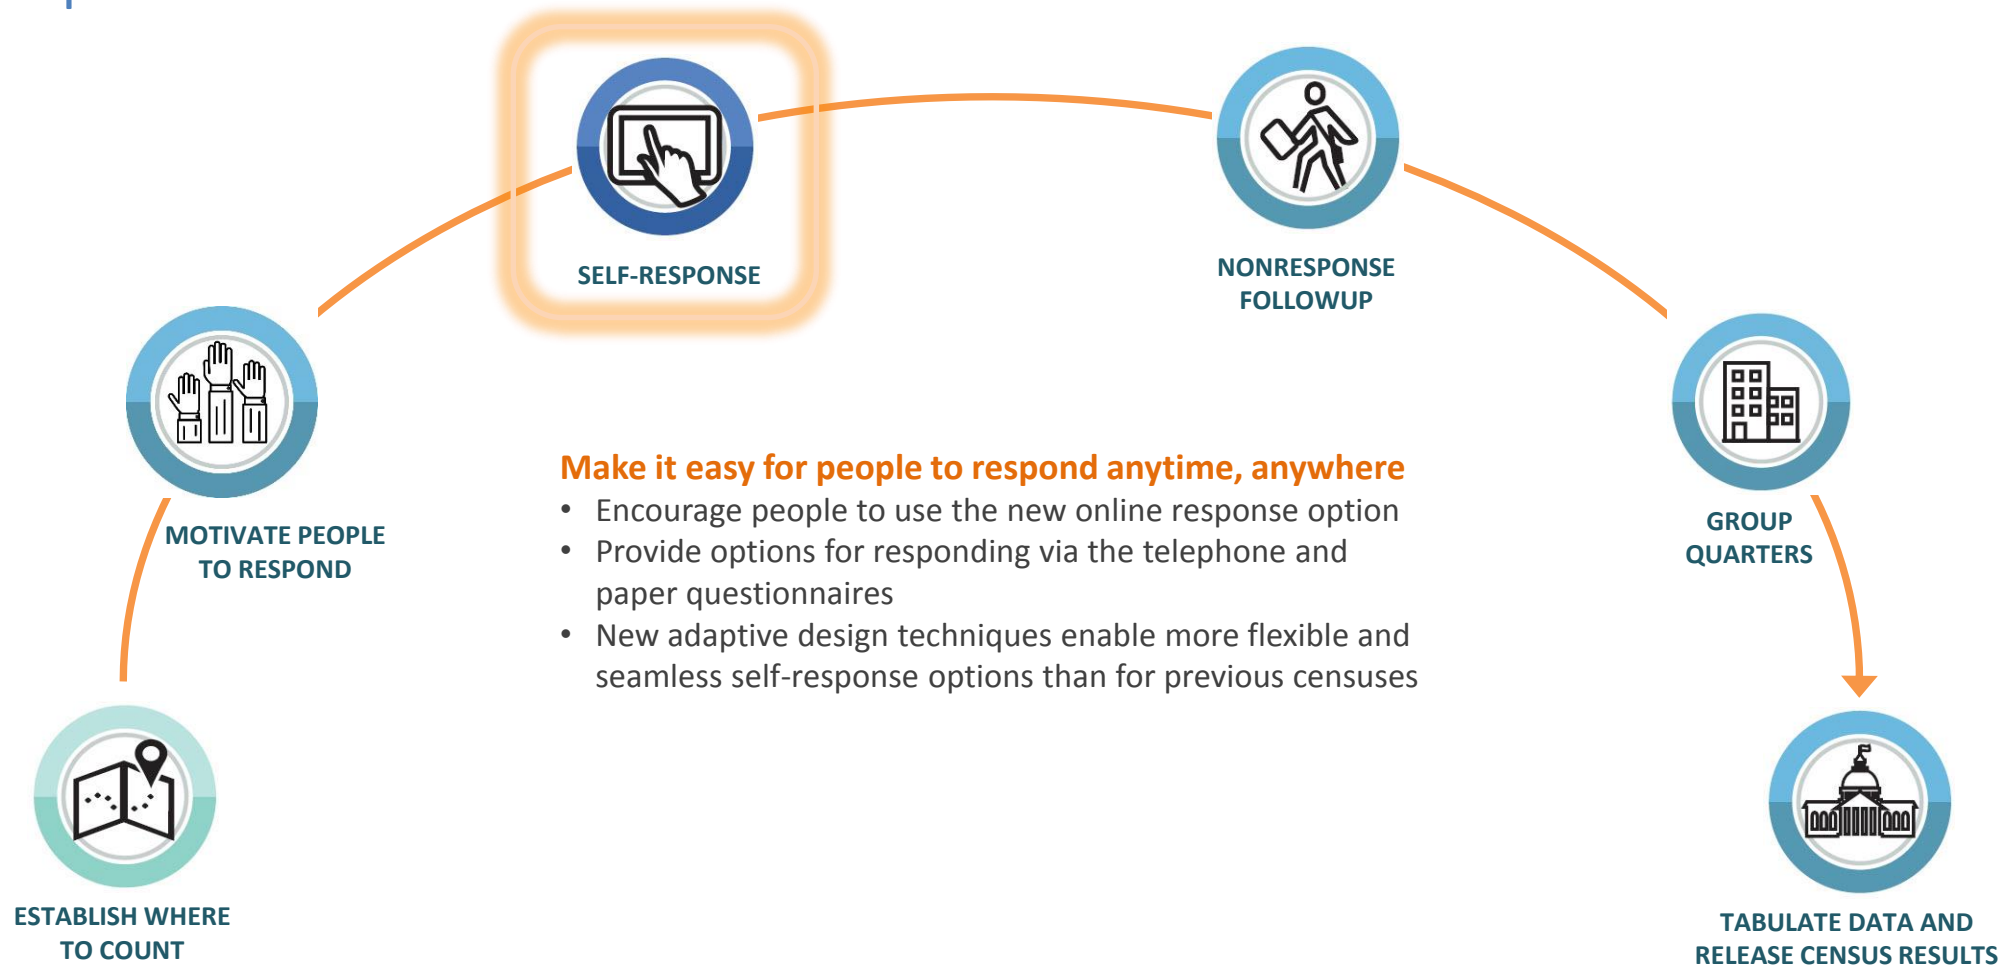 SELF-RESPONSE
NONRESPONSE
FOLLOWUP
MOTIVATE PEOPLE
TO RESPOND
GROUP
QUARTERS
Make it easy for people to respond anytime, anywhere
• Encourage people to use the new online response option
• Provide options for responding via the telephone and
paper questionnaires
• New adaptive design techniques enable more flexible and
seamless self-response options than for previous censuses
ESTABLISH WHERE
TO COUNT
TABULATE DATA AND
RELEASE CENSUS RESULTS